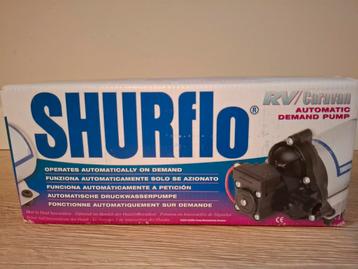 SHURflo®
RV/Caravan
AUTOMATIC
DEMAND PUMP
OPERATES AUTOMATICALLY ON DEMAND
FUNZIONA AUTOMATICAMENTE SOLO SE AZIONATO
FUNCIONA AUTOMÁTICAMENTE A PETICIÓN
AUTOMATISCHE DRUCKWASSERPUMPE
FONCTIONNE AUTOMATIQUEMENT SUR DEMANDE
CE